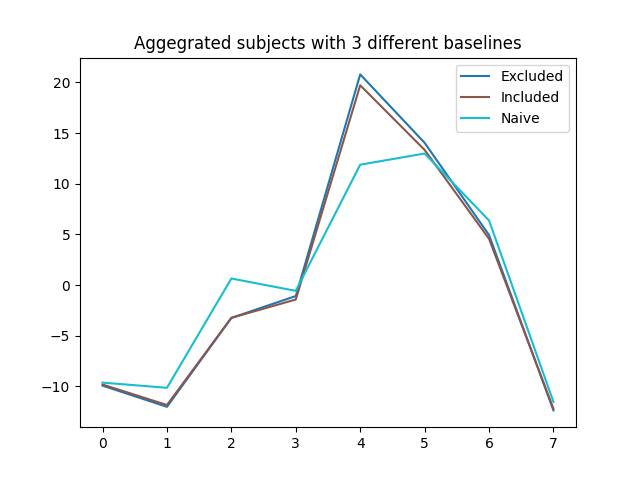 Aggegrated subjects with 3 different baselines
Excluded
Included
Naive
20
15
10
5
0
−5
−10
0 1 2 3 4 5 6 7